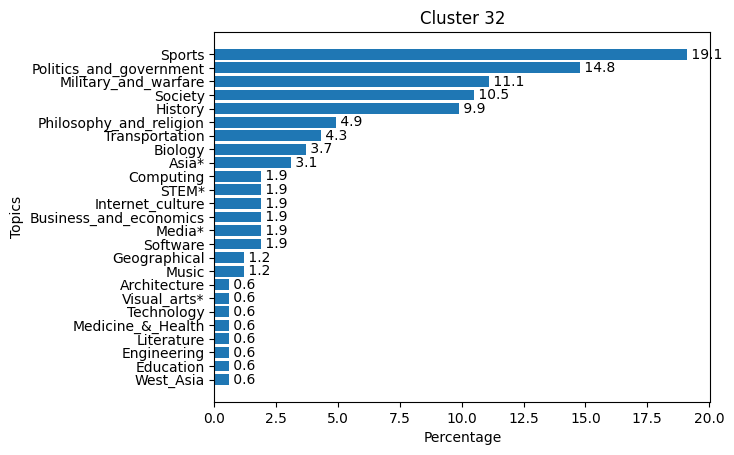 Cluster 32
Sports 19.1
Politics_and_government 14.8
Military_and_warfare 11.1
Society 10.5
History 9.9
Philosophy_and_religion 4.9
Transportation 4.3
Biology 3.7
Asia* 3.1
Computing 1.9
STEM* 1.9
Internet_culture 1.9
Business_and_economics 1.9
Media* 1.9
Software 1.9
Geographical 1.2
Music 1.2
Architecture 0.6
Visual_arts* 0.6
Technology 0.6
Medicine_&_Health 0.6
Literature 0.6
Engineering 0.6
Education 0.6
West_Asia 0.6
Topics
0.0 2.5 5.0 7.5 10.0 12.5 15.0 17.5 20.0
Percentage